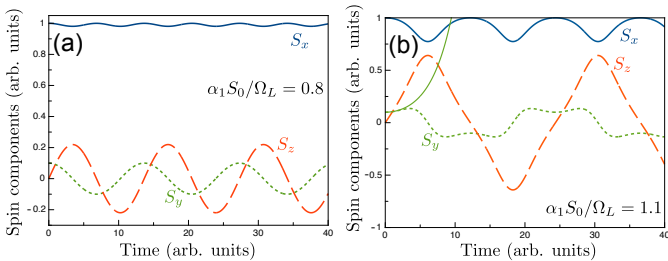 (a)
S_x
α_1S_0/Ω_L = 0.8
S_z
S_y
Spin components (arb. units)
1
0.8
0.6
0.4
0.2
0
- 0.2
0 10 20 30 40
Time (arb. units)
(b)
S_x
S_z
S_y
α_1S_0/Ω_L = 1.1
Spin components (arb. units)
1
0.5
0
-0.5
-1
0 10 20 30 40
Time (arb. units)